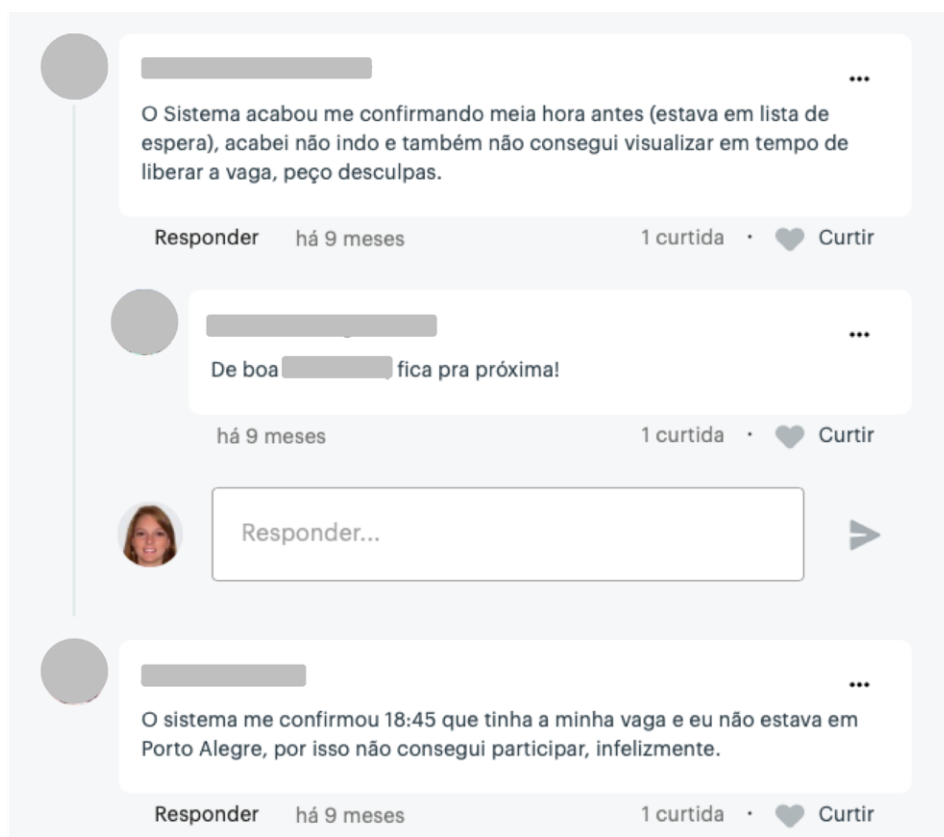 O Sistema acabou me confirmando meia hora antes (estava em lista de
espera), acabei não indo e também não consegui visualizar em tempo de
liberar a vaga, peço desculpas.
Responder há 9 meses 1 curtida · Curtir
De boa fica pra próxima!
há 9 meses 1 curtida · Curtir
Responder...
O sistema me confirmou 18:45 que tinha a minha vaga e eu não estava em
Porto Alegre, por isso não consegui participar, infelizmente.
Responder há 9 meses 1 curtida · Curtir